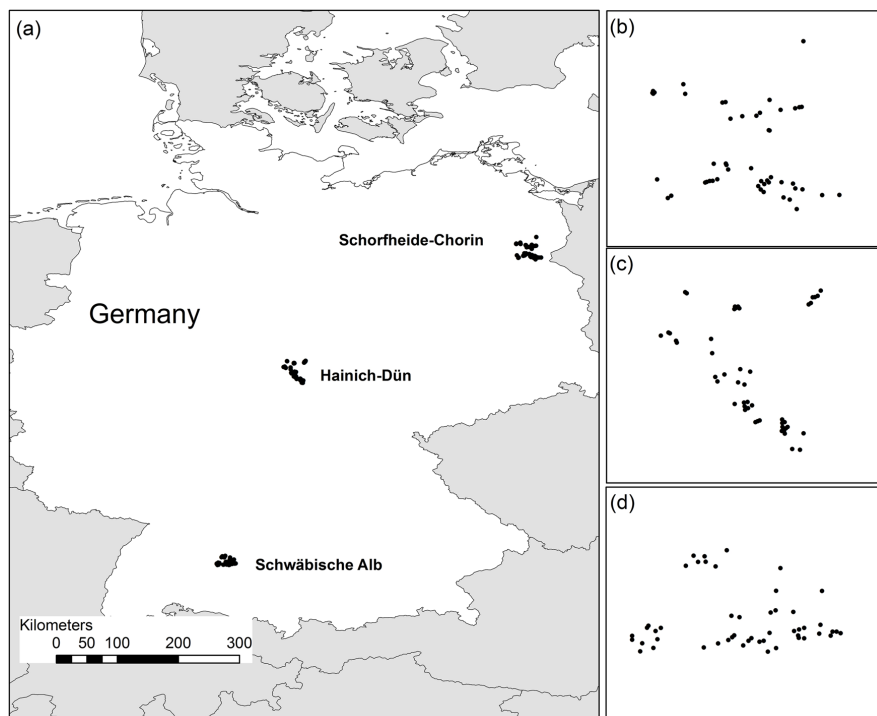 (a)
Schorfheide-Chorin
Germany
Hainich-Dün
Schwäbische Alb
Kilometers
0 50 100 200 300
(b)
(c)
(d)